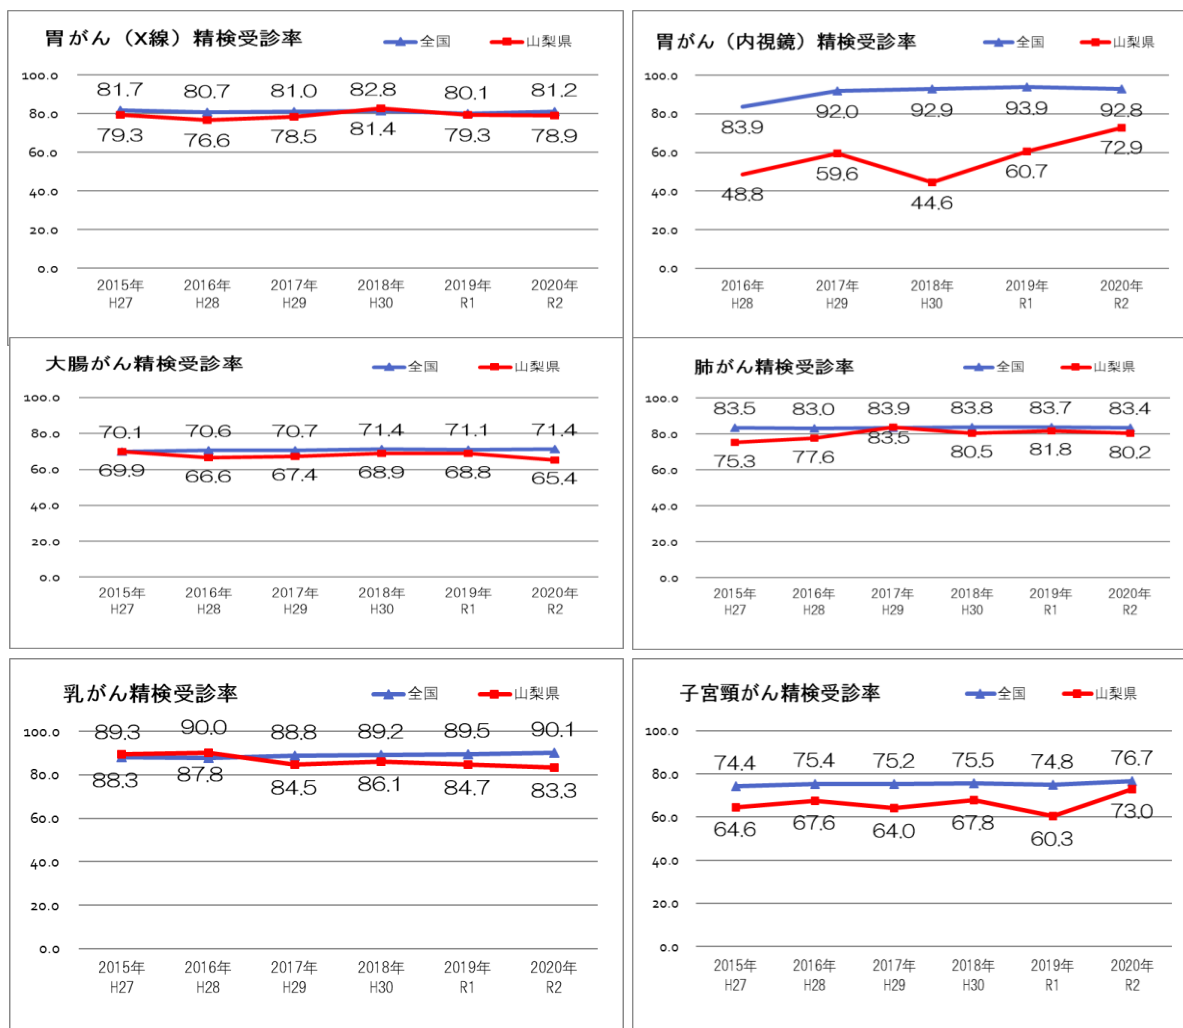 胃がん（X線）精検受診率
全国 山梨県
100.0
80.0
60.0
40.0
20.0
0.0
81.7 80.7 81.0 82.8 80.1 81.2
79.3 76.6 78.5 81.4 79.3 78.9
2015年 2016年 2017年 2018年 2019年 2020年
H27 H28 H29 H30 R1 R2
胃がん（内視鏡）精検受診率
全国 山梨県
100.0
80.0
60.0
40.0
20.0
0.0
83.9 92.0 92.9 93.9 92.8
48.8 59.6 44.6 60.7 72.9
2016年 2017年 2018年 2019年 2020年
H28 H29 H30 R1 R2
大腸がん精検受診率
全国 山梨県
100.0
80.0
60.0
40.0
20.0
0.0
70.1 70.6 70.7 71.4 71.1 71.4
69.9 66.6 67.4 68.9 68.8 65.4
2015年 2016年 2017年 2018年 2019年 2020年
H27 H28 H29 H30 R1 R2
肺がん精検受診率
全国 山梨県
100.0
80.0
60.0
40.0
20.0
0.0
83.5 83.0 83.9 83.8 83.7 83.4
75.3 77.6 83.5 80.5 81.8 80.2
2015年 2016年 2017年 2018年 2019年 2020年
H27 H28 H29 H30 R1 R2
乳がん精検受診率
全国 山梨県
100.0
80.0
60.0
40.0
20.0
0.0
89.3 90.0 88.8 89.2 89.5 90.1
88.3 87.8 84.5 86.1 84.7 83.3
2015年 2016年 2017年 2018年 2019年 2020年
H27 H28 H29 H30 R1 R2
子宮頸がん精検受診率
全国 山梨県
100.0
80.0
60.0
40.0
20.0
0.0
74.4 75.4 75.2 75.5 74.8 76.7
64.6 67.6 64.0 67.8 60.3 73.0
2015年 2016年 2017年 2018年 2019年 2020年
H27 H28 H29 H30 R1 R2